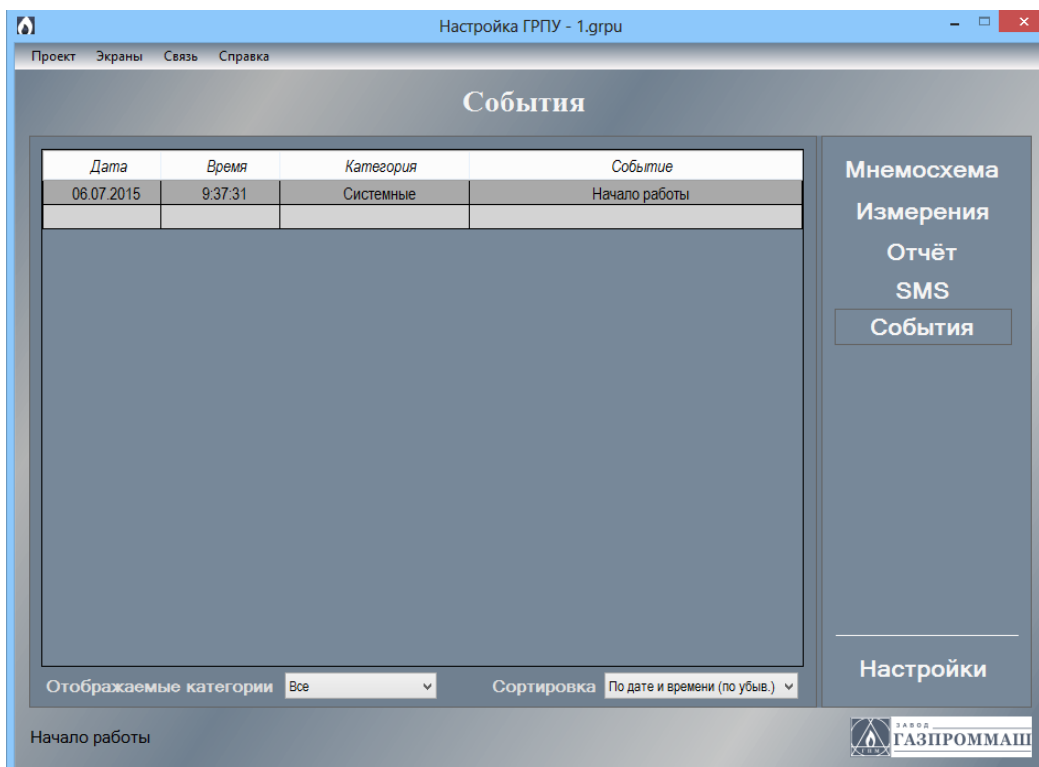 Настройка ГРПУ - 1.grpu
Проект Экраны Связь Справка
События
Дата Время Категория Событие
06.07.2015 9:37:31 Системные Начало работы
Мнемосхема
Измерения
Отчёт
SMS
События
Настройки
Отображаемые категории Все Сортировка По дате и времени (по убыв.)
Начало работы
ЗАВОД
ГАЗПРОММАШ
ГПМ